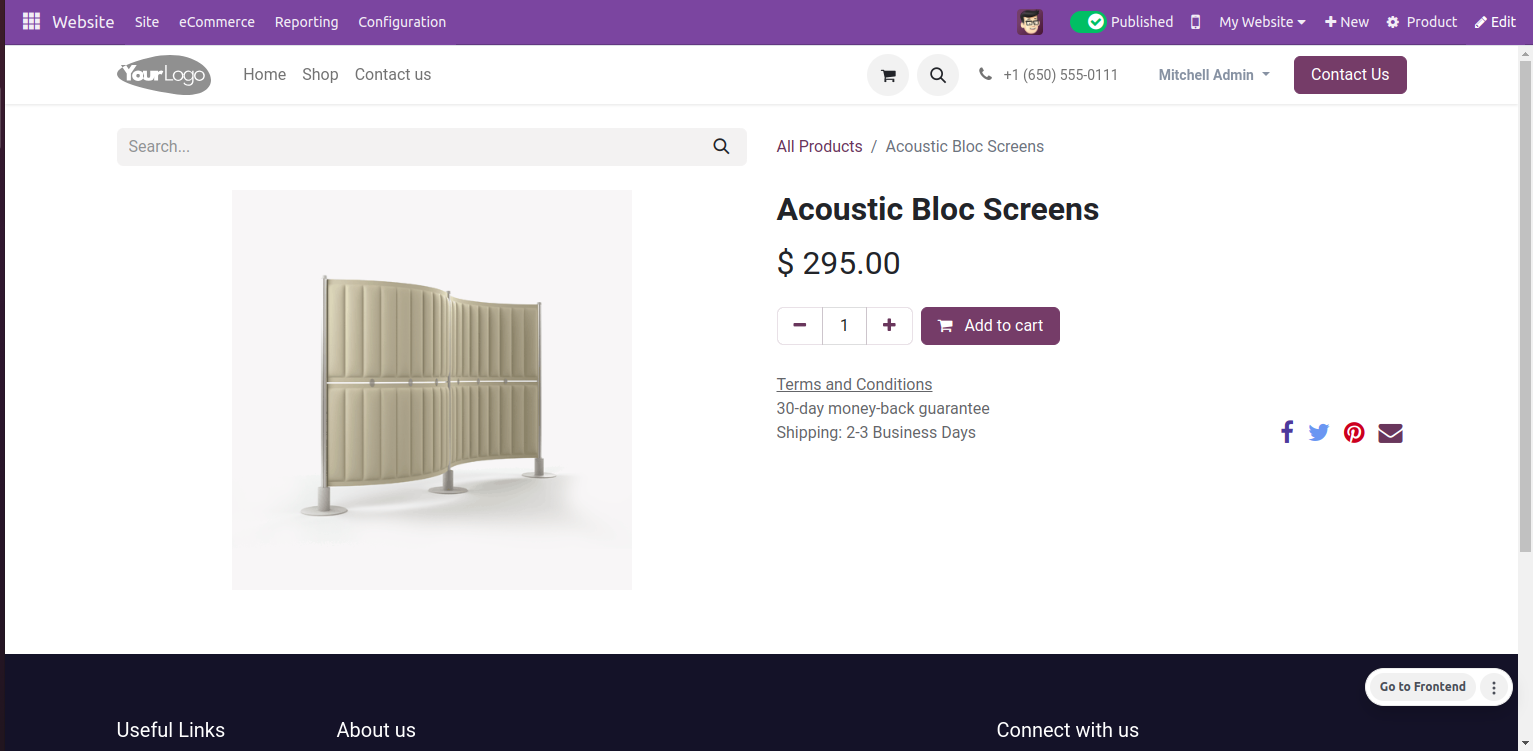 Website Site eCommerce Reporting Configuration Published My Website New Product Edit
YourLogo Home Shop Contact us +1 (650) 555-0111 Mitchell Admin Contact Us
Search... All Products / Acoustic Bloc Screens
Acoustic Bloc Screens
$ 295.00
1 Add to cart
Terms and Conditions
30-day money-back guarantee
Shipping: 2-3 Business Days
Go to Frontend
Useful Links About us Connect with us